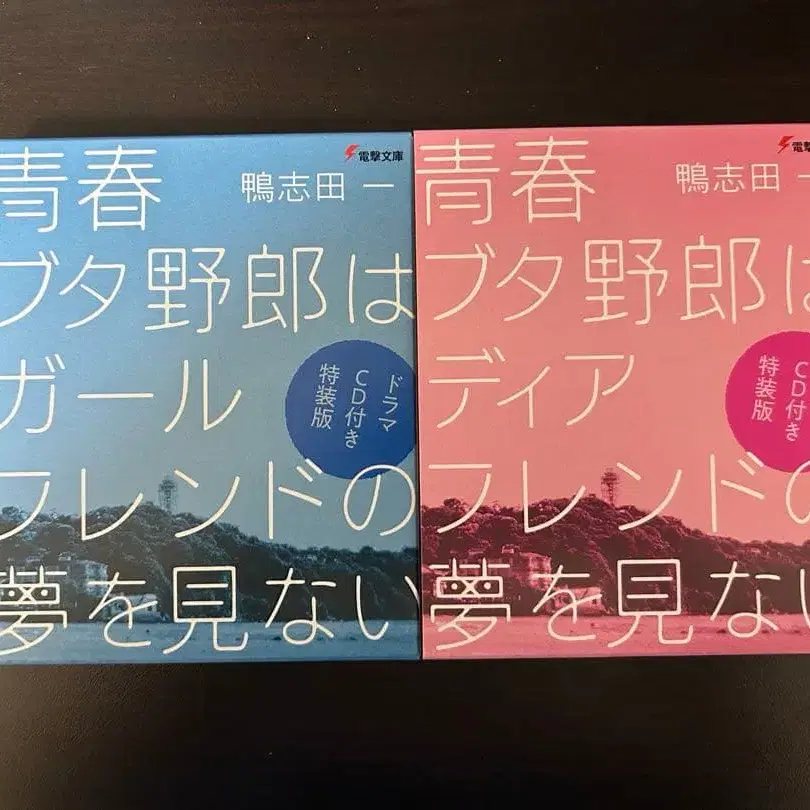 電撃文庫
青春
鴨志田 一
ブタ野郎は
ガール
フレンドの
夢を見ない
ドラマ
CD付き
特装版
電撃文
青春
鴨志田
ブタ野郎は
ディア
フレンドの
夢を見ない
CD付き
特装版